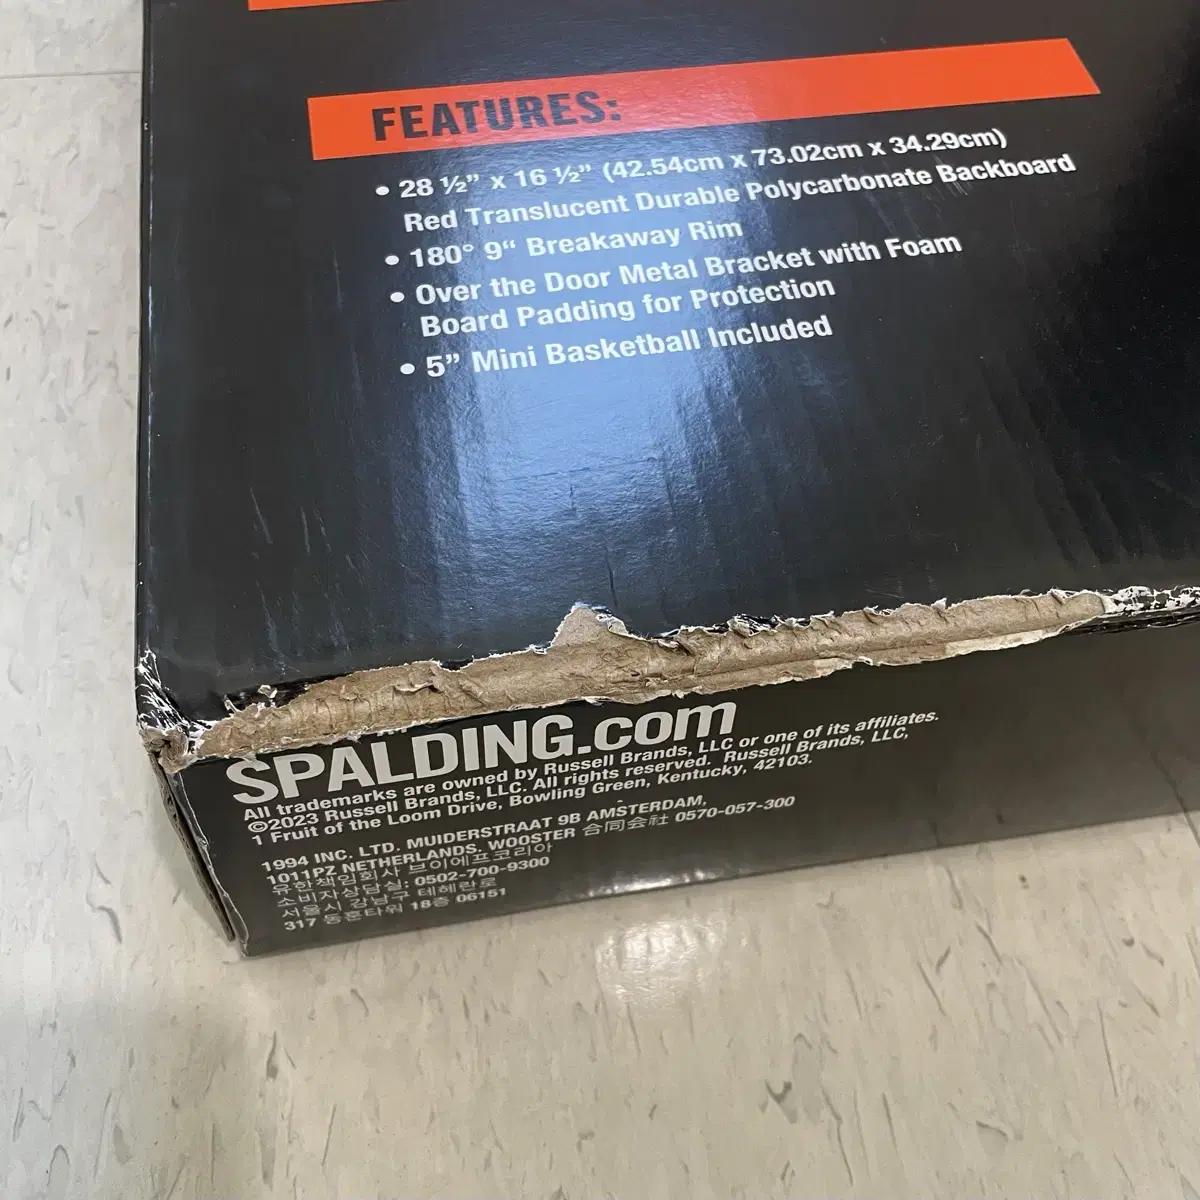 FEATURES:
• 28 ½” x 16 ½” (42.54cm x 73.02cm x 34.29cm)
Red Translucent Durable Polycarbonate Backboard
• 180° 9“ Breakaway Rim
• Over the Door Metal Bracket with Foam
Board Padding for Protection
• 5” Mini Basketball Included
SPALDING.com
All trademarks are owned by Russell Brands, LLC or one of its affiliates.
©2023 Russell Brands, LLC. All rights reserved. Russell Brands, LLC,
1 Fruit of the Loom Drive, Bowling Green, Kentucky, 42103.
1994 INC. LTD. MUIDERSTRAAT 9B AMSTERDAM,
1011PZ NETHERLANDS. WOOSTER 合同会社 0570-057-300
유한책임회사 브이에프코리아
소비자상담실: 0502-700-9300
서울시 강남구 테헤란로
317 동훈타워 18층 06151